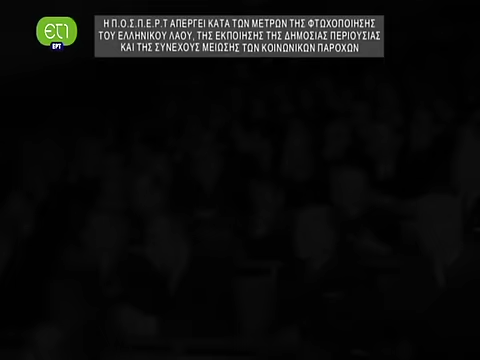 ετ1
ΕΡΤ
Η Π.Ο.Σ.Π.Ε.Ρ.Τ ΑΠΕΡΓΕΙ ΚΑΤΑ ΤΩΝ ΜΕΤΡΩΝ ΤΗΣ ΦΤΩΧΟΠΟΙΗΣΗΣ
ΤΟΥ ΕΛΛΗΝΙΚΟΥ ΛΑΟΥ, ΤΗΣ ΕΚΠΟΙΗΣΗΣ ΤΗΣ ΔΗΜΟΣΙΑΣ ΠΕΡΙΟΥΣΙΑΣ
ΚΑΙ ΤΗΣ ΣΥΝΕΧΟΥΣ ΜΕΙΩΣΗΣ ΤΩΝ ΚΟΙΝΩΝΙΚΩΝ ΠΑΡΟΧΩΝ